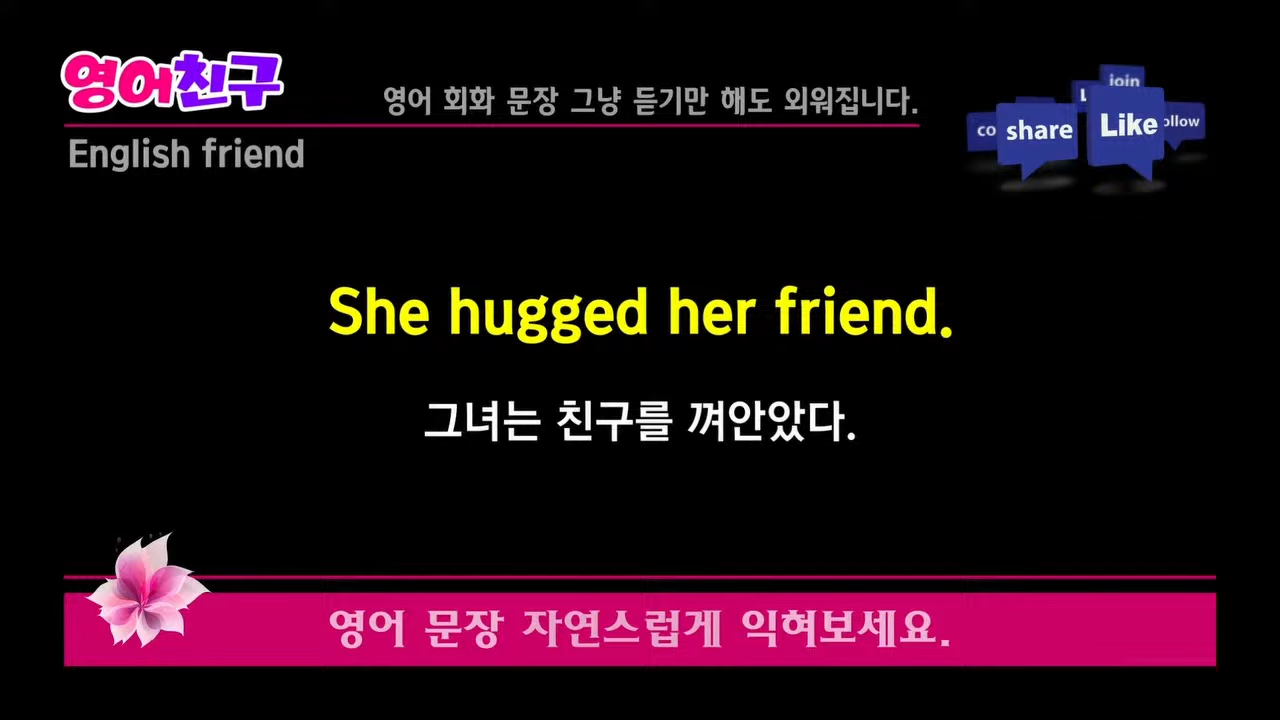 영어친구
영어 회화 문장 그냥 듣기만 해도 외워집니다.
English friend
join
share
Like
She hugged her friend.
그녀는 친구를 껴안았다.
영어 문장 자연스럽게 익혀보세요.